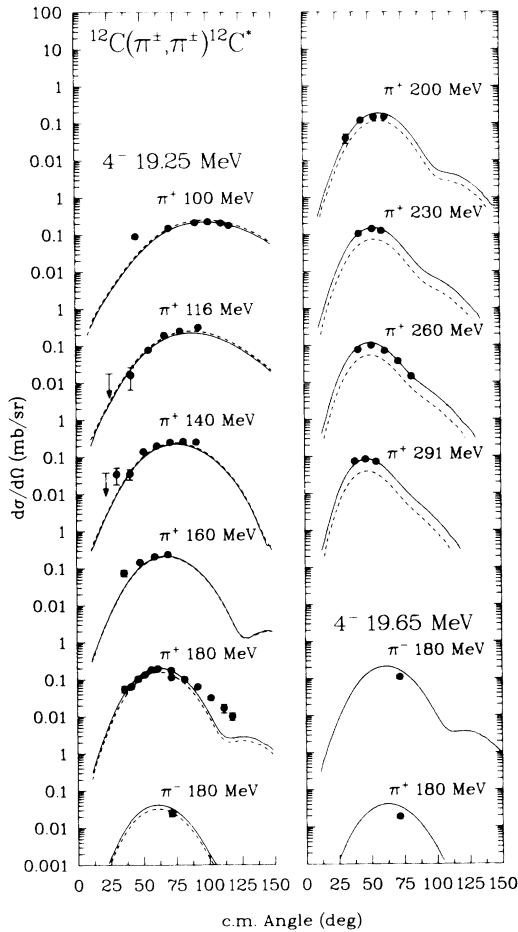 ¹²C(π±,π±)¹²C*
100
10
1
0.1
0.01
4⁻ 19.25 MeV
1
π⁺ 100 MeV
0.1
0.01
1
π⁺ 116 MeV
0.1
0.01
1
π⁺ 140 MeV
0.1
0.01
1
π⁺ 160 MeV
0.1
0.01
1
π⁺ 180 MeV
0.1
0.01
1
π⁻ 180 MeV
0.1
0.01
0.001
dσ/dΩ (mb/sr)
0 25 50 75 100 125 150
π⁺ 200 MeV
π⁺ 230 MeV
π⁺ 260 MeV
π⁺ 291 MeV
4⁻ 19.65 MeV
π⁻ 180 MeV
π⁺ 180 MeV
0 25 50 75 100 125 150
c.m. Angle (deg)